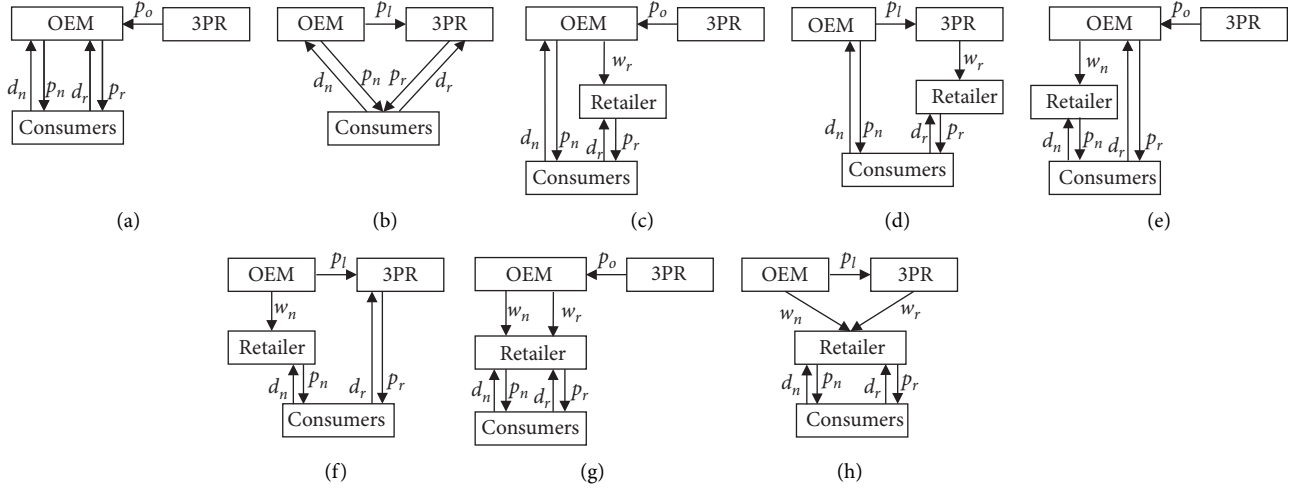 OEM p_o 3PR
d_n p_n d_r p_r
Consumers
(a)
OEM p_l 3PR
d_n p_n p_r d_r
Consumers
(b)
OEM p_o 3PR
w_r
Retailer
d_n p_n d_r p_r
Consumers
(c)
OEM p_l 3PR
w_r
Retailer
d_n p_n d_r p_r
Consumers
(d)
OEM p_o 3PR
w_n
Retailer
d_n p_n d_r p_r
Consumers
(e)
OEM p_l 3PR
w_n
Retailer
d_n p_n d_r p_r
Consumers
(f)
OEM p_o 3PR
w_n w_r
Retailer
d_n p_n d_r p_r
Consumers
(g)
OEM p_l 3PR
w_n w_r
Retailer
d_n p_n d_r p_r
Consumers
(h)